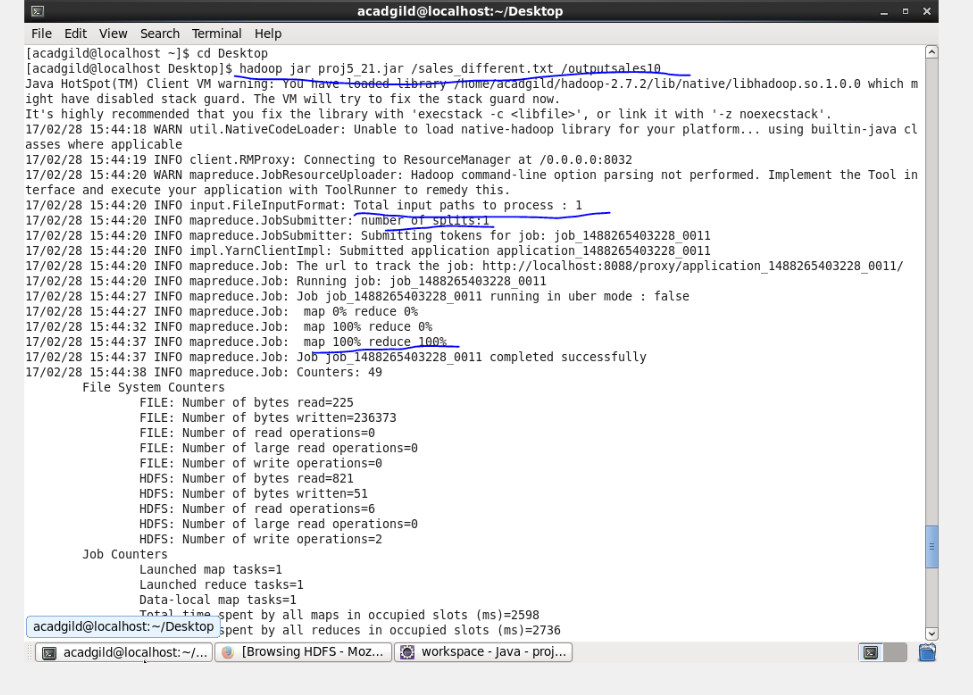 acadgild@localhost:~/Desktop
File Edit View Search Terminal Help
[acadgild@localhost ~]$ cd Desktop
[acadgild@localhost Desktop]$ hadoop jar proj5_21.jar /sales_different.txt /outputsales10
Java HotSpot(TM) Client VM warning: You have loaded library /home/acadgild/hadoop-2.7.2/lib/native/libhadoop.so.1.0.0 which m
ight have disabled stack guard. The VM will try to fix the stack guard now.
It's highly recommended that you fix the library with 'execstack -c <libfile>', or link it with '-z noexecstack'.
17/02/28 15:44:18 WARN util.NativeCodeLoader: Unable to load native-hadoop library for your platform... using builtin-java cl
asses where applicable
17/02/28 15:44:19 INFO client.RMProxy: Connecting to ResourceManager at /0.0.0.0:8032
17/02/28 15:44:20 WARN mapreduce.JobResourceUploader: Hadoop command-line option parsing not performed. Implement the Tool in
terface and execute your application with ToolRunner to remedy this.
17/02/28 15:44:20 INFO input.FileInputFormat: Total input paths to process : 1
17/02/28 15:44:20 INFO mapreduce.JobSubmitter: number of splits:1
17/02/28 15:44:20 INFO mapreduce.JobSubmitter: Submitting tokens for job: job_1488265403228_0011
17/02/28 15:44:20 INFO impl.YarnClientImpl: Submitted application application_1488265403228_0011
17/02/28 15:44:20 INFO mapreduce.Job: The url to track the job: http://localhost:8088/proxy/application_1488265403228_0011/
17/02/28 15:44:20 INFO mapreduce.Job: Running job: job_1488265403228_0011
17/02/28 15:44:27 INFO mapreduce.Job: Job job_1488265403228_0011 running in uber mode : false
17/02/28 15:44:27 INFO mapreduce.Job:  map 0% reduce 0%
17/02/28 15:44:32 INFO mapreduce.Job:  map 100% reduce 0%
17/02/28 15:44:37 INFO mapreduce.Job:  map 100% reduce 100%
17/02/28 15:44:37 INFO mapreduce.Job: Job job_1488265403228_0011 completed successfully
17/02/28 15:44:38 INFO mapreduce.Job: Counters: 49
File System Counters
FILE: Number of bytes read=225
FILE: Number of bytes written=236373
FILE: Number of read operations=0
FILE: Number of large read operations=0
FILE: Number of write operations=0
HDFS: Number of bytes read=821
HDFS: Number of bytes written=51
HDFS: Number of read operations=6
HDFS: Number of large read operations=0
HDFS: Number of write operations=2
Job Counters
Launched map tasks=1
Launched reduce tasks=1
Data-local map tasks=1
Total time spent by all maps in occupied slots (ms)=2598
spent by all reduces in occupied slots (ms)=2736
acadgild@localhost:~/Desktop
acadgild@localhost:~/... [Browsing HDFS - Moz... workspace - Java - proj...